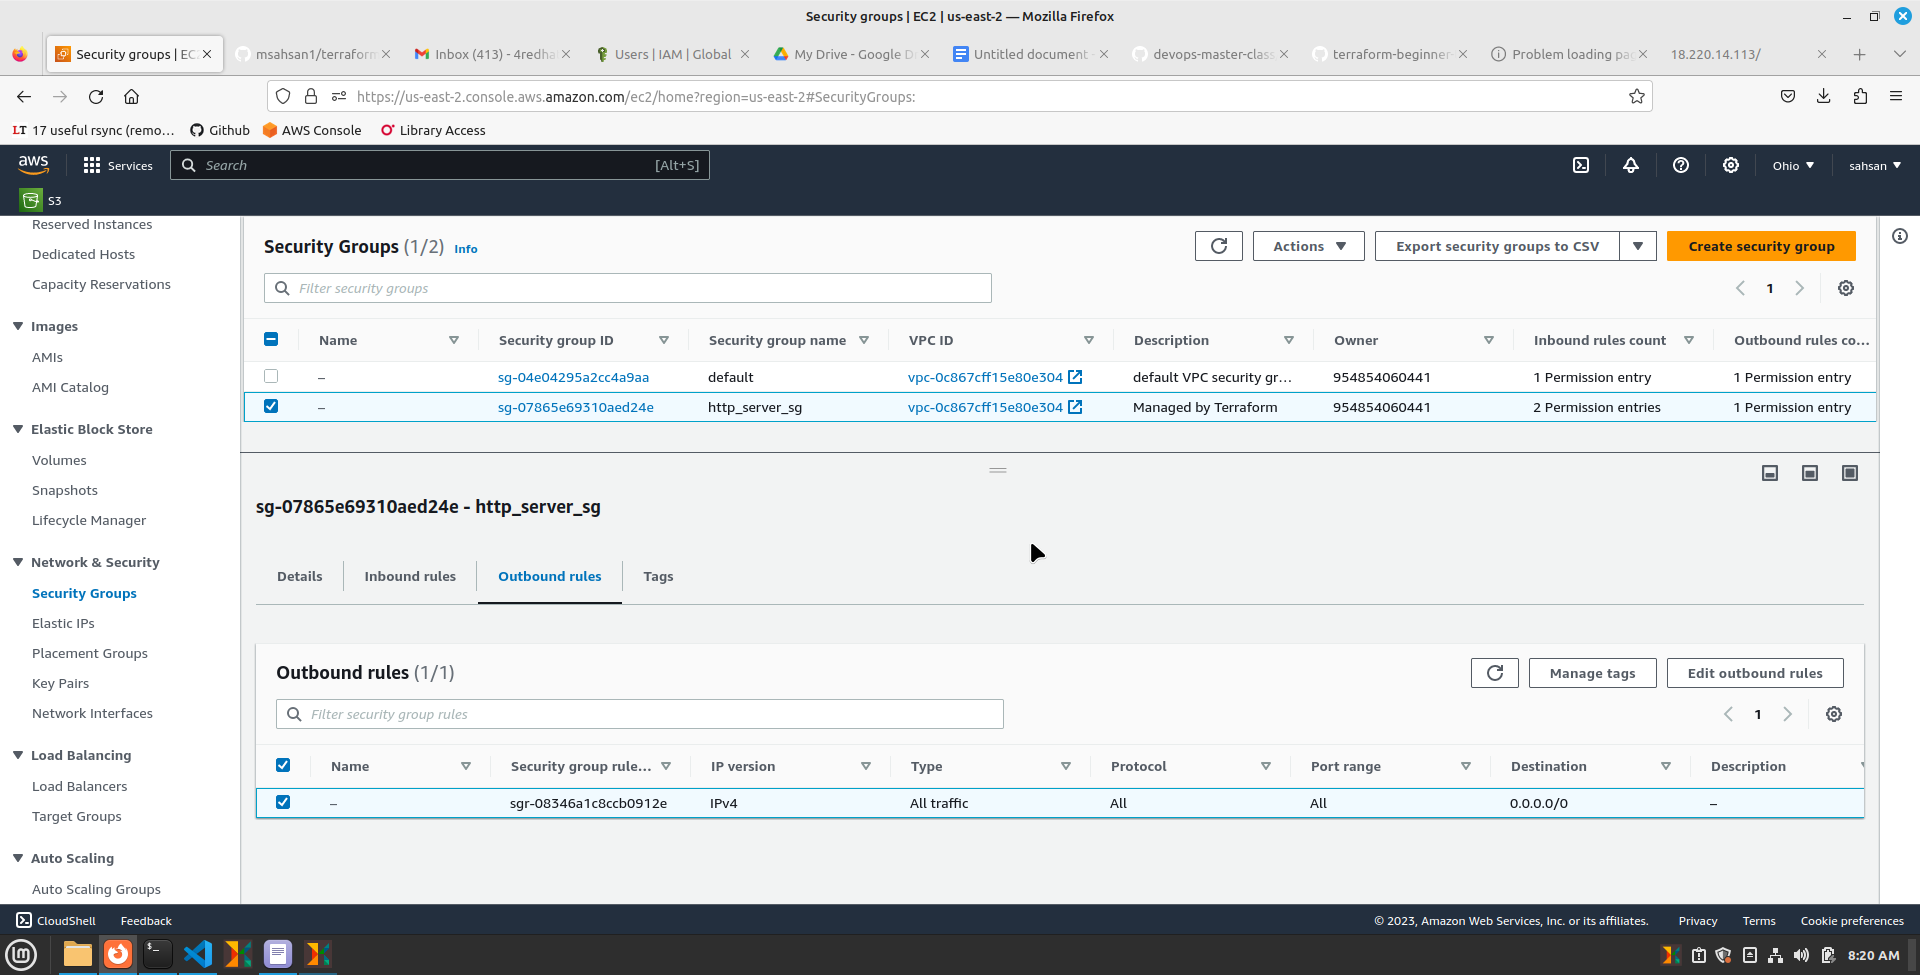 Security groups | EC2 | us-east-2 — Mozilla Firefox
Security groups | EC
msahsan1/terraform
Inbox (413) - 4redha
Users | IAM | Global
My Drive - Google D
Untitled document
devops-master-class
terraform-beginner-
Problem loading pag
18.220.14.113/
https://us-east-2.console.aws.amazon.com/ec2/home?region=us-east-2#SecurityGroups:
LT 17 useful rsync (remo…
Github
AWS Console
Library Access
aws
Services
Search
[Alt+S]
Ohio
sahsan
S3
Reserved Instances
Dedicated Hosts
Capacity Reservations
Images
AMIs
AMI Catalog
Elastic Block Store
Volumes
Snapshots
Lifecycle Manager
Network & Security
Security Groups
Elastic IPs
Placement Groups
Key Pairs
Network Interfaces
Load Balancing
Load Balancers
Target Groups
Auto Scaling
Auto Scaling Groups
Security Groups (1/2) Info
Actions
Export security groups to CSV
Create security group
Filter security groups
1
Name Security group ID Security group name VPC ID Description Owner Inbound rules count Outbound rules co...
– sg-04e04295a2cc4a9aa default vpc-0c867cff15e80e304 default VPC security gr... 954854060441 1 Permission entry 1 Permission entry
– sg-07865e69310aed24e http_server_sg vpc-0c867cff15e80e304 Managed by Terraform 954854060441 2 Permission entries 1 Permission entry
sg-07865e69310aed24e - http_server_sg
Details
Inbound rules
Outbound rules
Tags
Outbound rules (1/1)
Manage tags
Edit outbound rules
Filter security group rules
1
Name Security group rule... IP version Type Protocol Port range Destination Description
– sgr-08346a1c8ccb0912e IPv4 All traffic All All 0.0.0.0/0 –
CloudShell
Feedback
© 2023, Amazon Web Services, Inc. or its affiliates.
Privacy
Terms
Cookie preferences
8:20 AM